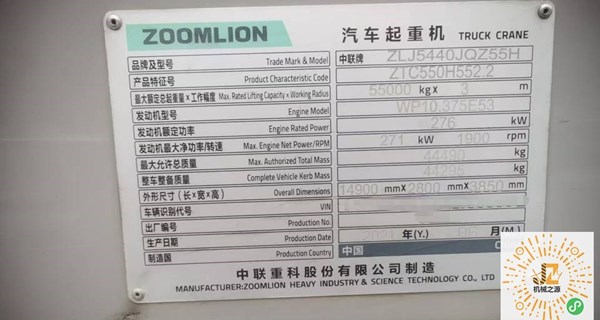 ZOOMLION 汽车起重机 TRUCK CRANE
品牌及型号 Trade Mark & Model 中联牌 ZLJ5440JQZ55H
产品特征号 Product Characteristic Code ZTC550H552.2
最大额定总起重量×工作幅度 Max. Rated Lifting Capacity × Working Radius 55000 kg x 3 m
发动机型号 Engine Model WP10.375E53
发动机额定功率 Engine Rated Power 276 kW
发动机最大净功率/转速 Max. Engine Net Power/RPM 271 kW 1900 rpm
最大允许总质量 Max. Authorized Total Mass 44490 kg
整车整备质量 Complete Vehicle Kerb Mass 44295 kg
外形尺寸(长×宽×高) Overall Dimensions 14900 mm X 2800 mm X 3850 mm
车辆识别代号 VIN
出厂编号 Production No.
生产日期 Production Date 年(Y.) 月(M.)
制造国 Production Country 中国
中联重科股份有限公司制造
MANUFACTURER:ZOOMLION HEAVY INDUSTRY & SCIENCE TECHNOLOGY CO., LTD
机械之源